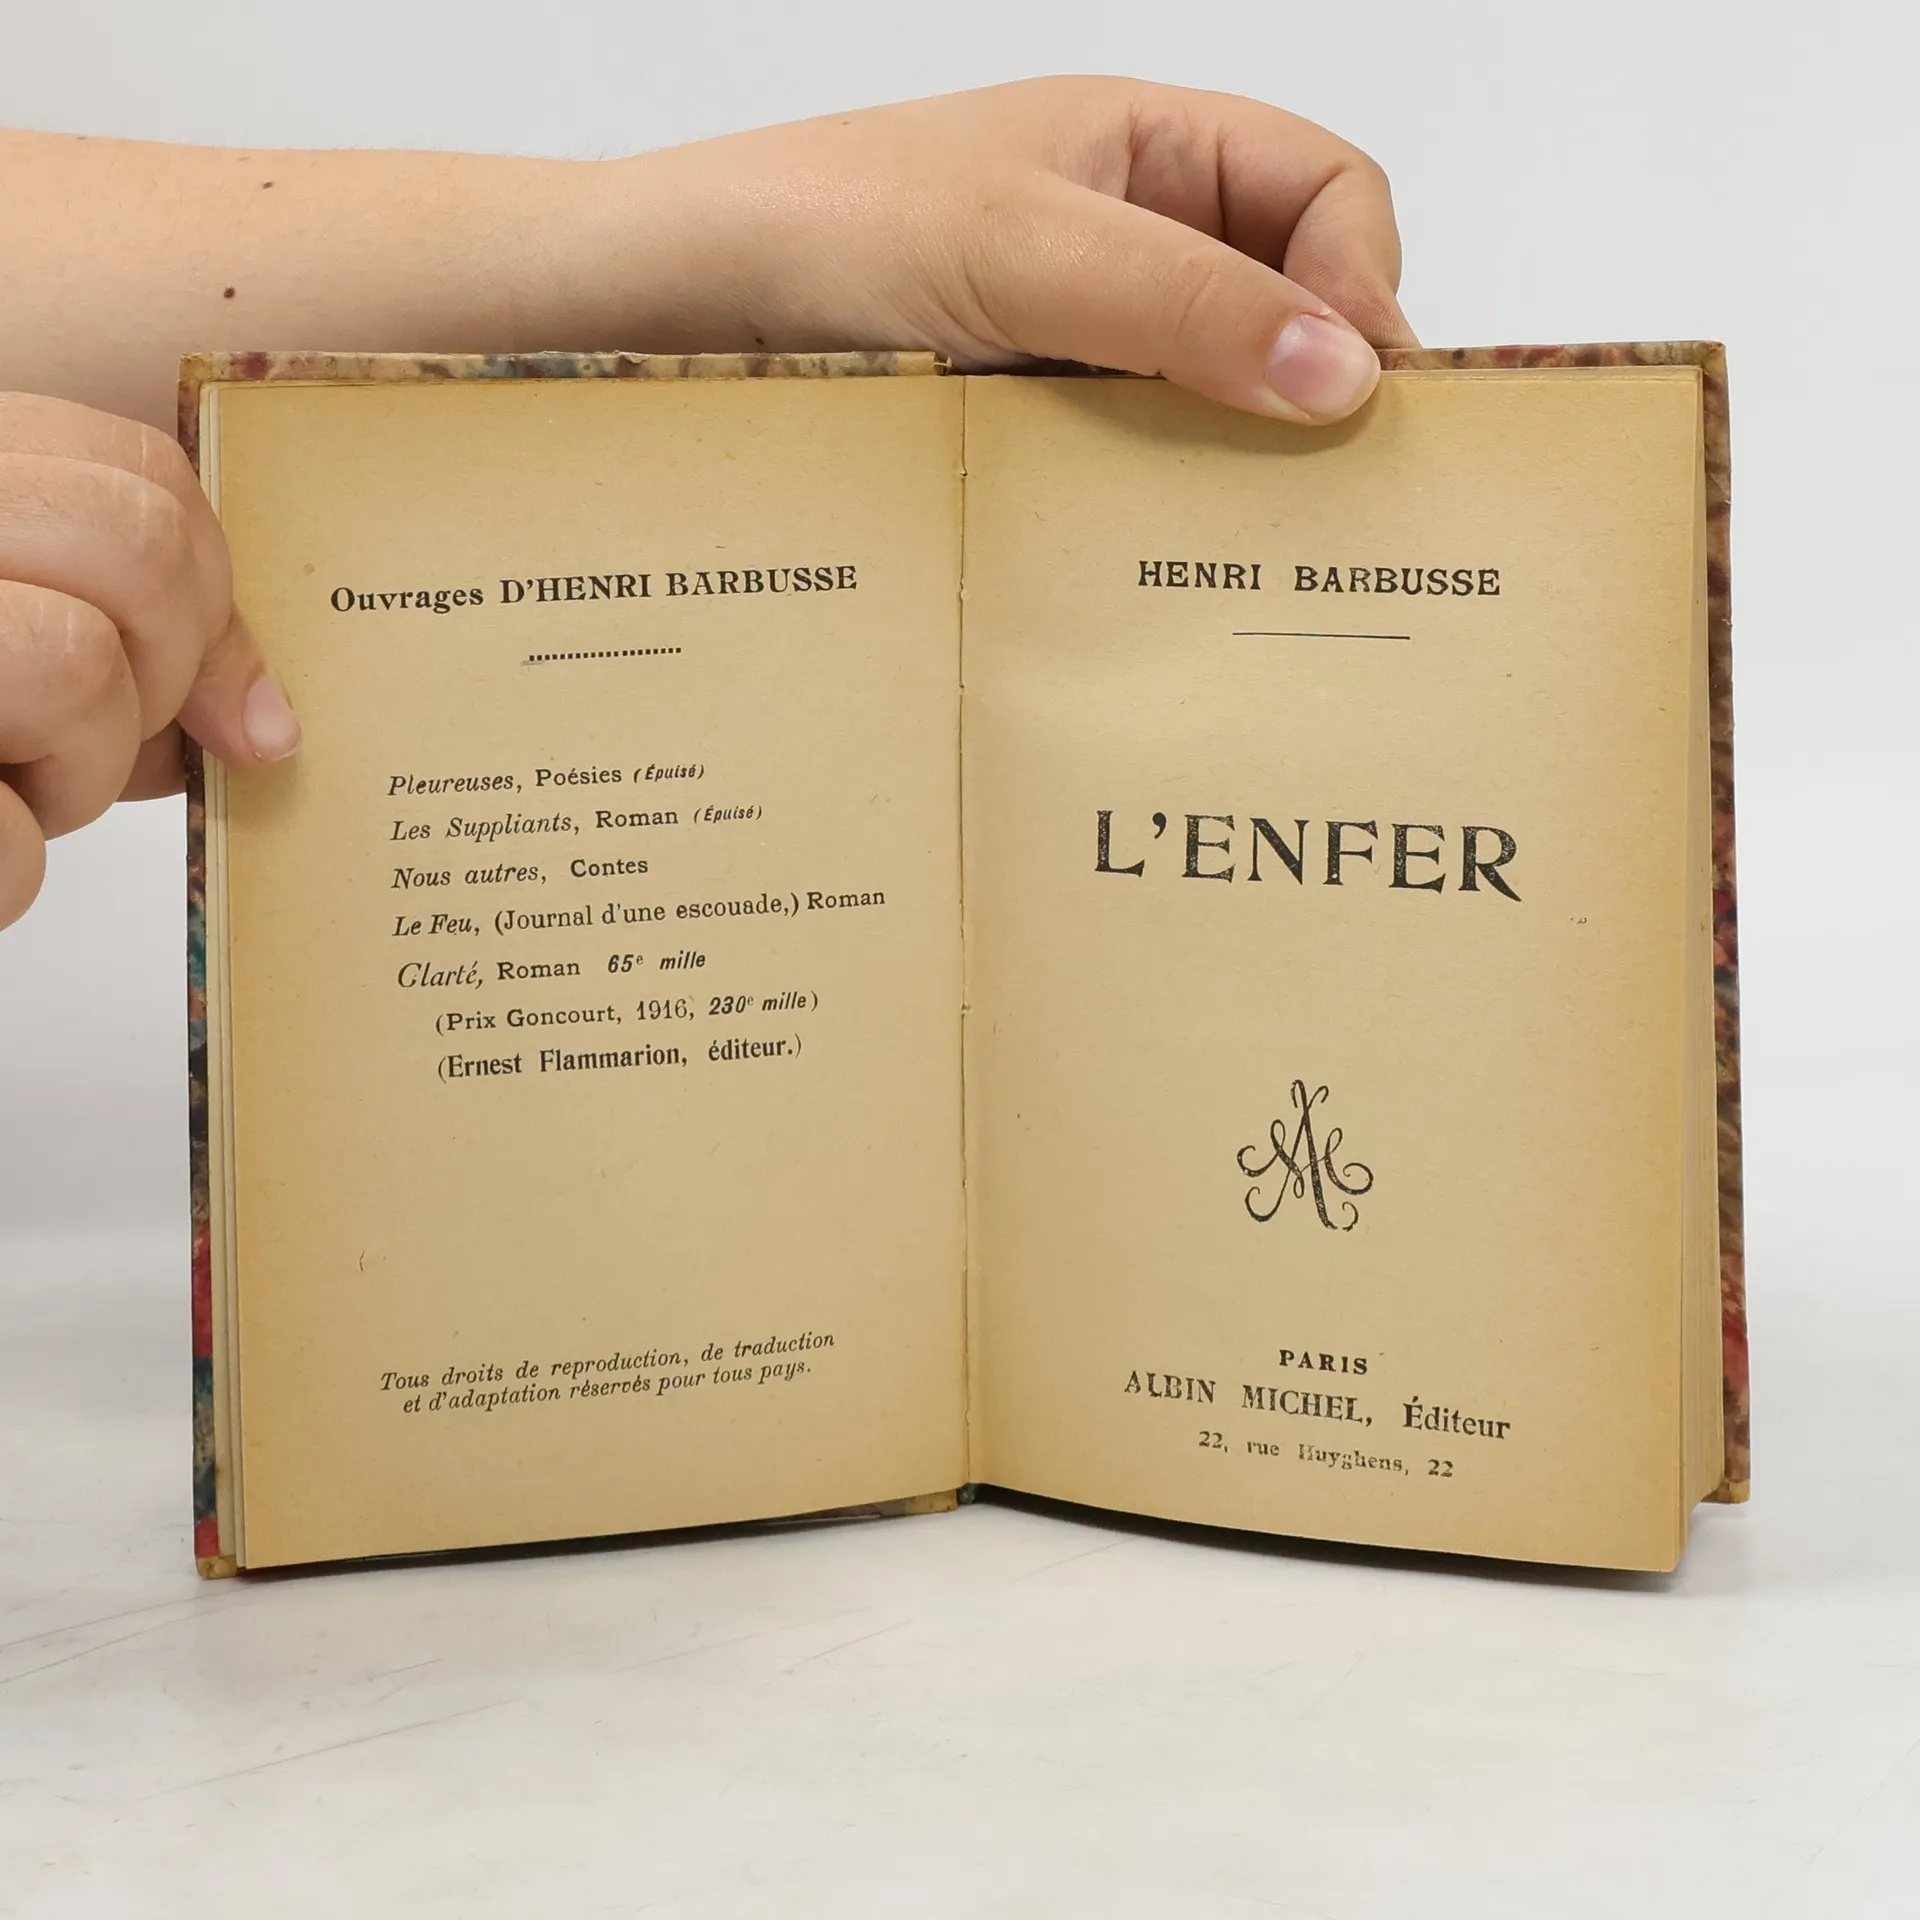 Ouvrages D'HENRI BARBUSSE
Pleureuses, Poésies (Épuisé)
Les Suppliants, Roman (Épuisé)
Nous autres, Contes
Le Feu, (Journal d'une escouade,) Roman
Clarté, Roman 65e mille
(Prix Goncourt, 1916, 230e mille)
(Ernest Flammarion, éditeur.)
Tous droits de reproduction, de traduction
et d'adaptation réservés pour tous pays.
HENRI BARBUSSE
L'ENFER
AM
PARIS
ALBIN MICHEL, Éditeur
22, rue Huyghens, 22